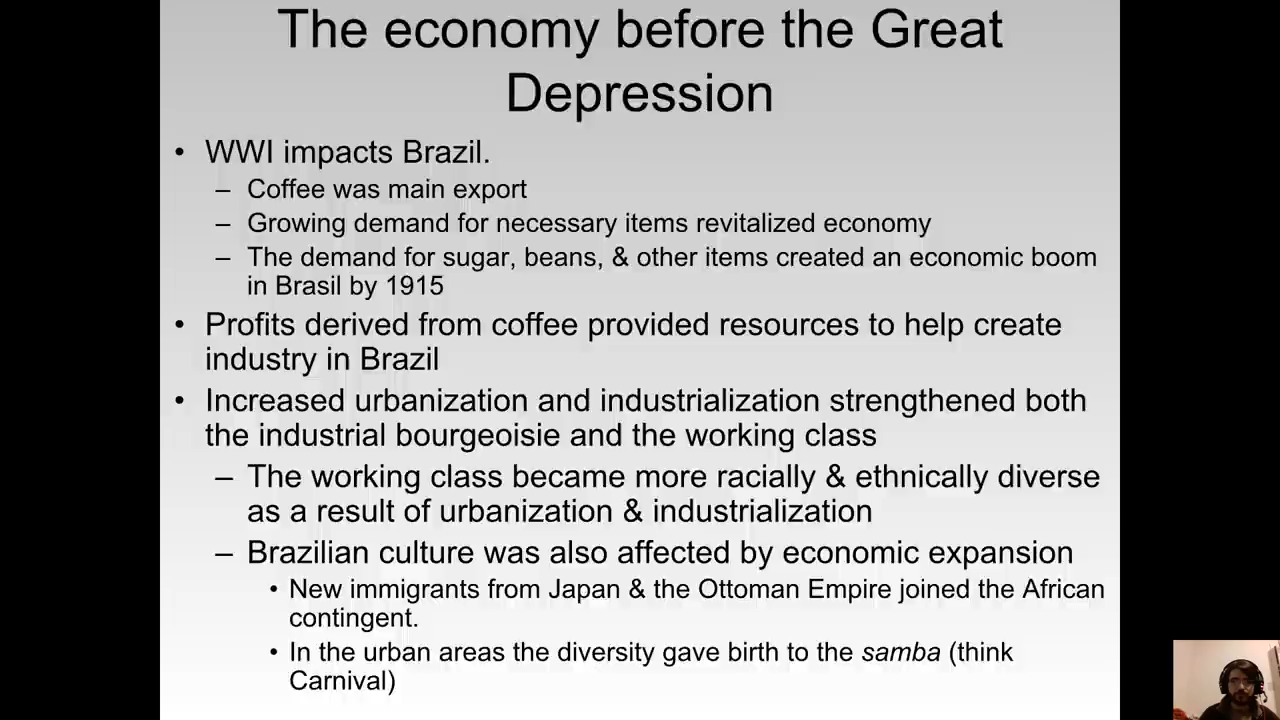 The economy before the Great
Depression
• WWI impacts Brazil.
– Coffee was main export
– Growing demand for necessary items revitalized economy
– The demand for sugar, beans, & other items created an economic boom
in Brasil by 1915
• Profits derived from coffee provided resources to help create
industry in Brazil
• Increased urbanization and industrialization strengthened both
the industrial bourgeoisie and the working class
– The working class became more racially & ethnically diverse
as a result of urbanization & industrialization
– Brazilian culture was also affected by economic expansion
• New immigrants from Japan & the Ottoman Empire joined the African
contingent.
• In the urban areas the diversity gave birth to the samba (think
Carnival)